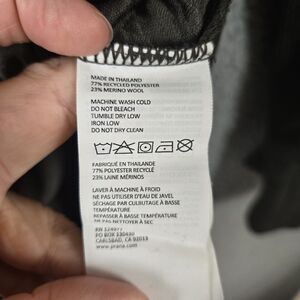 MADE IN THAILAND
77% RECYCLED POLYESTER
23% MERINO WOOL
MACHINE WASH COLD
DO NOT BLEACH
TUMBLE DRY LOW
IRON LOW
DO NOT DRY CLEAN
FABRIQUÉ EN THAILANDE
77% POLYESTER RECYCLÉ
23% LAINE MÉRINOS
LAVER À MACHINE À FROID
NE PAS UTILISER D'EAU DE JAVEL
SÉCHAGE PAR CULBUTAGE À BASSE
TEMPÉRATURE
REPASSER À BASSE TEMPÉRATURE
NE PAS NETTOYER À SEC
PO BOX 130430
CARLSBAD, CA 92013
www.prana.com